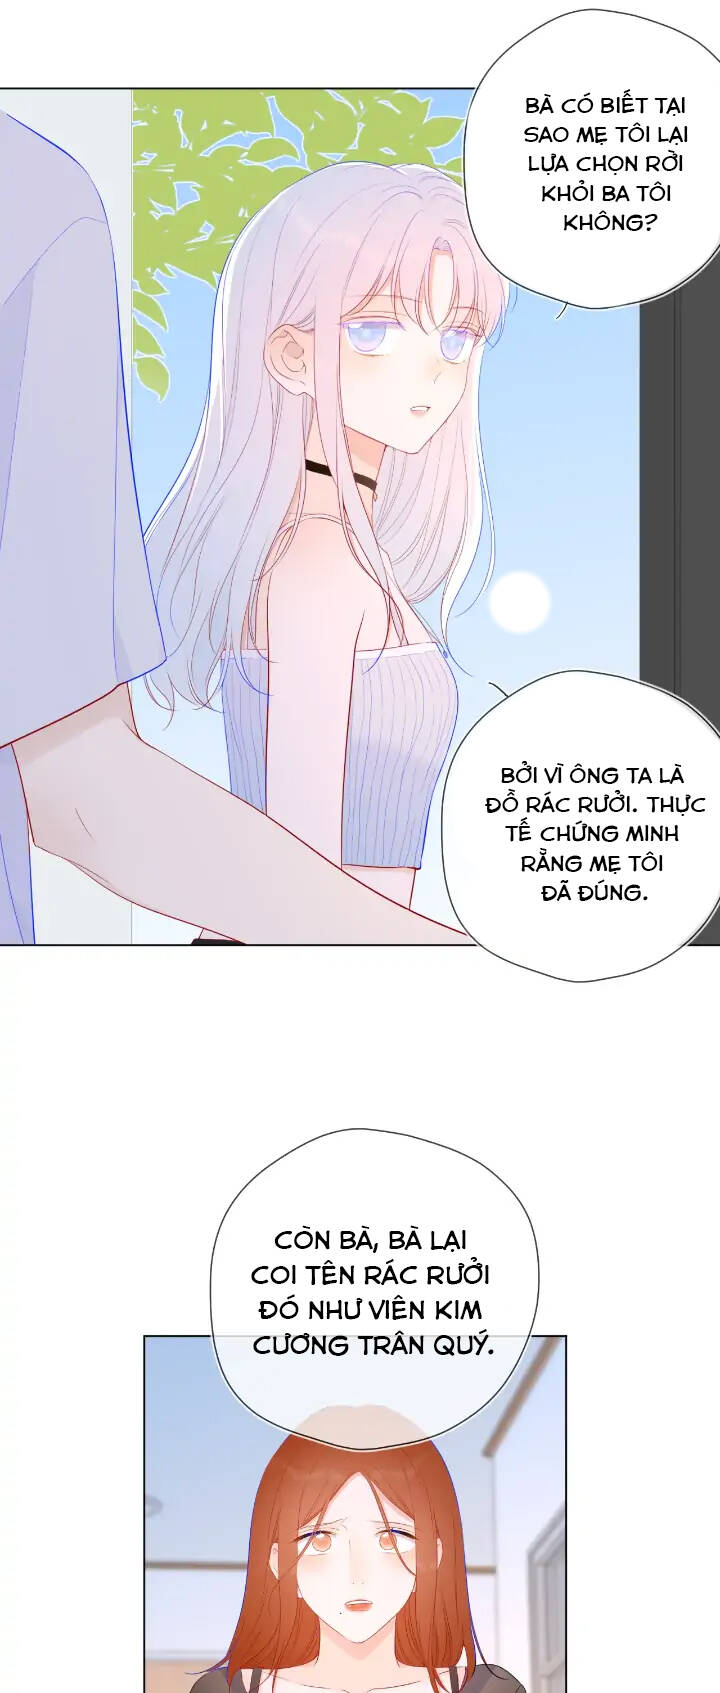 BÀ CÓ BIẾT TẠI
SAO MẸ TÔI LẠI
LỰA CHỌN RỜI
KHỎI BA TÔI
KHÔNG?
BỞI VÌ ÔNG TA LÀ
ĐỒ RÁC RƯỞI. THỰC
TẾ CHỨNG MINH
RẰNG MẸ TÔI
ĐÃ ĐÚNG.
CÒN BÀ, BÀ LẠI
COI TÊN RÁC RƯỞI
ĐÓ NHƯ VIÊN KIM
CƯƠNG TRÂN QUÝ.